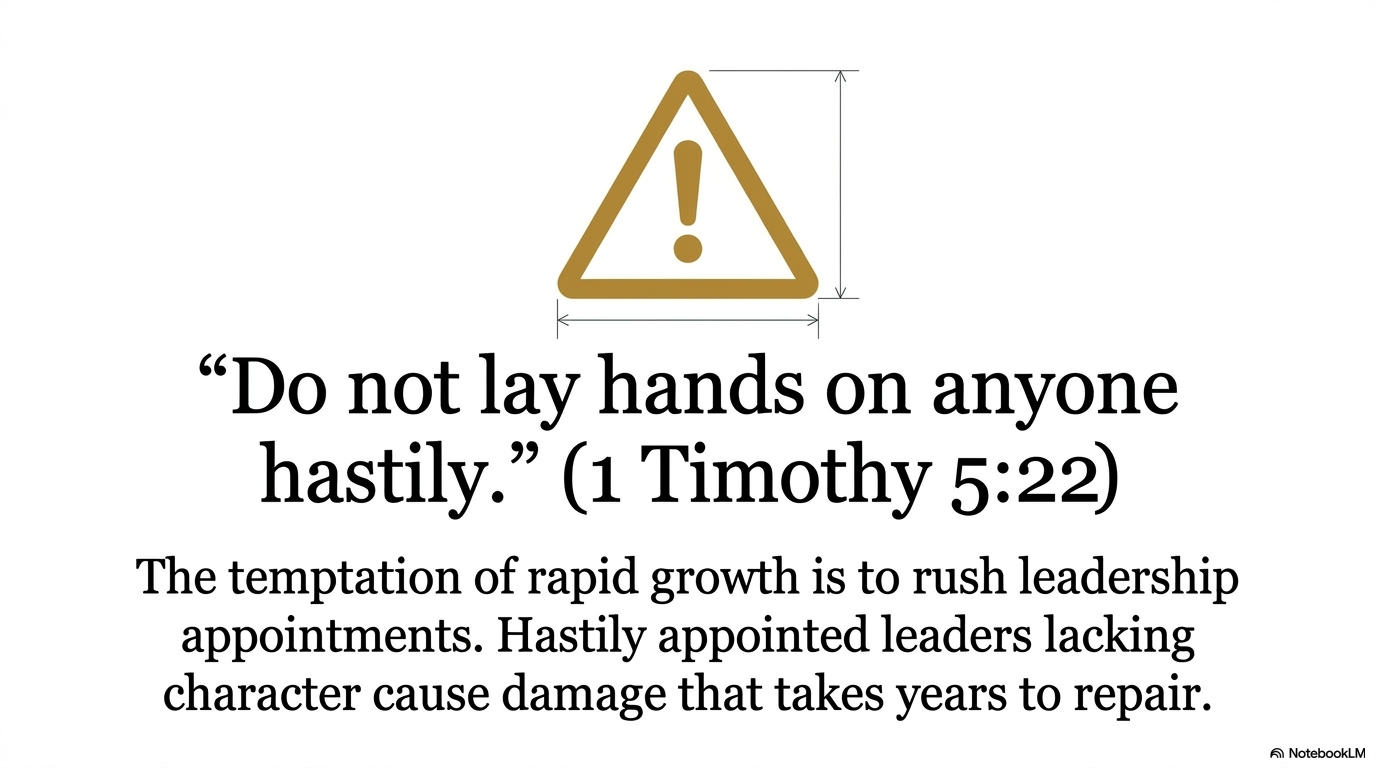 “Do not lay hands on anyone
hastily.” (1 Timothy 5:22)
The temptation of rapid growth is to rush leadership
appointments. Hastily appointed leaders lacking
character cause damage that takes years to repair.
NotebookLM